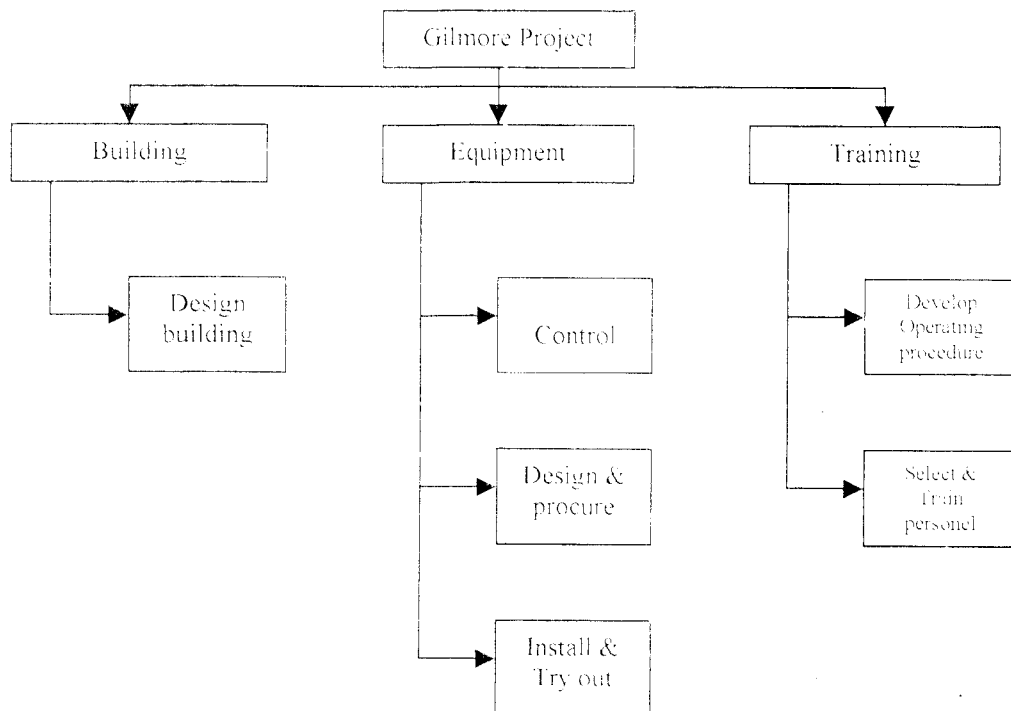 Gilmore Project
Building
Equipment
Training
Design
building
Control
Develop
Operating
procedure
Design &
procure
Select &
Train
personel
Install &
Try out